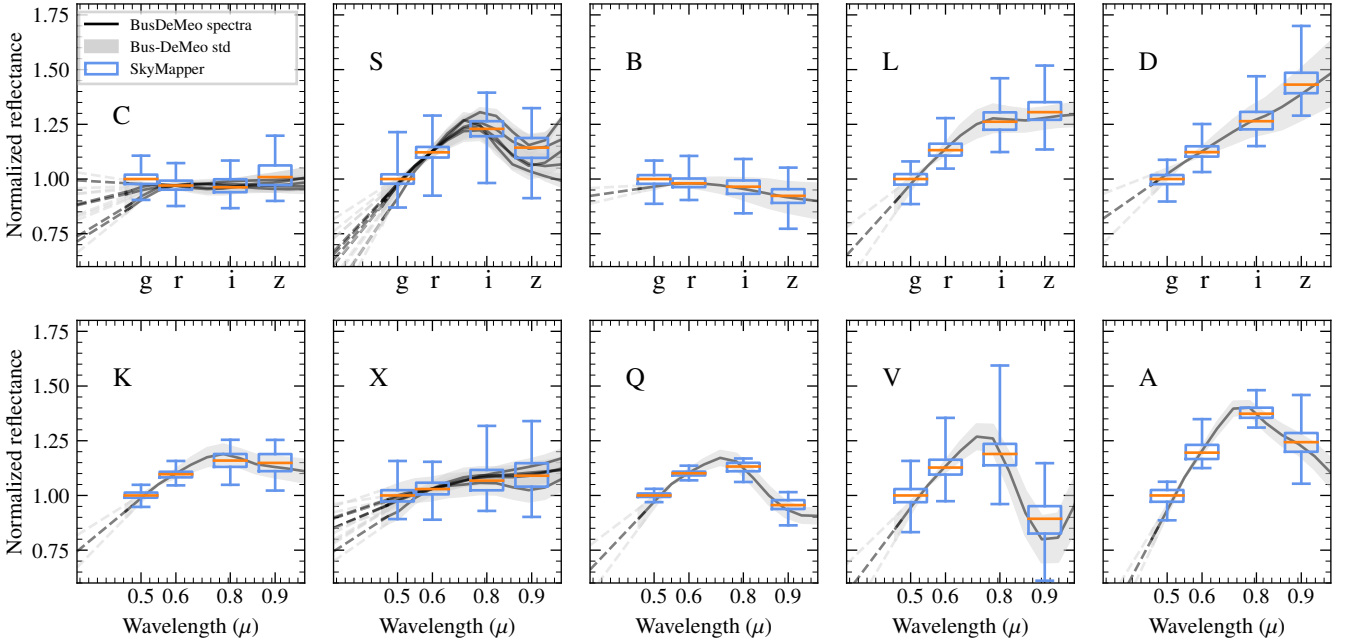 1.75
1.50
1.25
1.00
0.75
Normalized reflectance
BusDeMeo spectra
Bus-DeMeo std
SkyMapper
C
S
B
L
D
g r i z
g r i z
g r i z
g r i z
g r i z
1.75
1.50
1.25
1.00
0.75
Normalized reflectance
K
X
Q
V
A
0.5 0.6 0.8 0.9
0.5 0.6 0.8 0.9
0.5 0.6 0.8 0.9
0.5 0.6 0.8 0.9
0.5 0.6 0.8 0.9
Wavelength (μ)
Wavelength (μ)
Wavelength (μ)
Wavelength (μ)
Wavelength (μ)